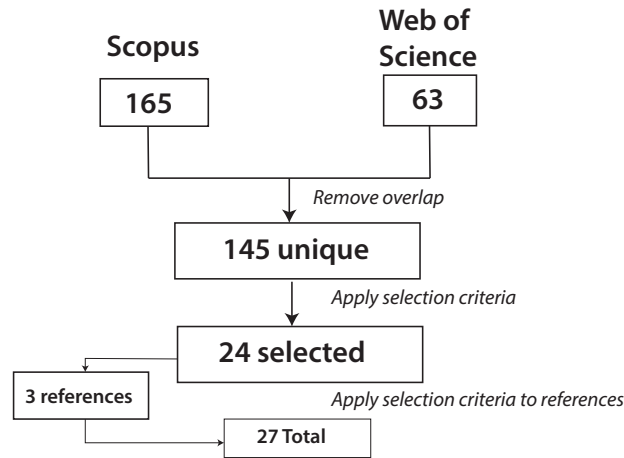 Scopus
Web of
Science
165
63
Remove overlap
145 unique
Apply selection criteria
24 selected
3 references
Apply selection criteria to references
27 Total